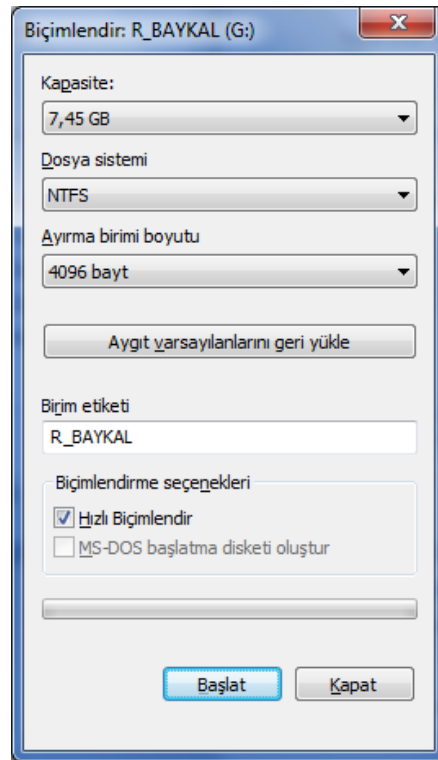 Biçimlendir: R_BAYKAL (G:)
Kapasite:
7,45 GB
Dosya sistemi
NTFS
Ayırma birimi boyutu
4096 bayt
Aygıt varsayılanlarını geri yükle
Birim etiketi
R_BAYKAL
Biçimlendirme seçenekleri
Hızlı Biçimlendir
MS-DOS başlatma disketi oluştur
Başlat Kapat